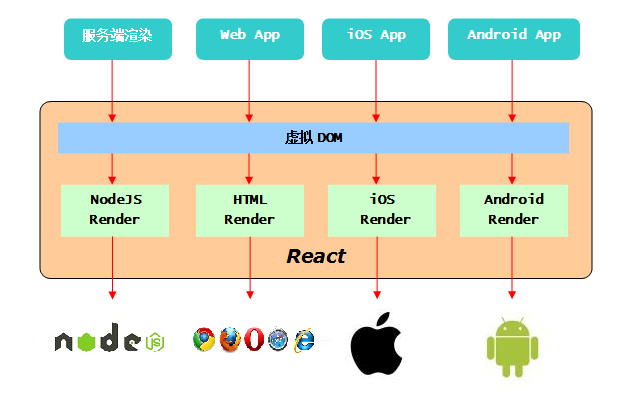 服务端渲染
Web App
iOS App
Android App
虚拟 DOM
NodeJS
Render
HTML
Render
iOS
Render
Android
Render
React
node
JS